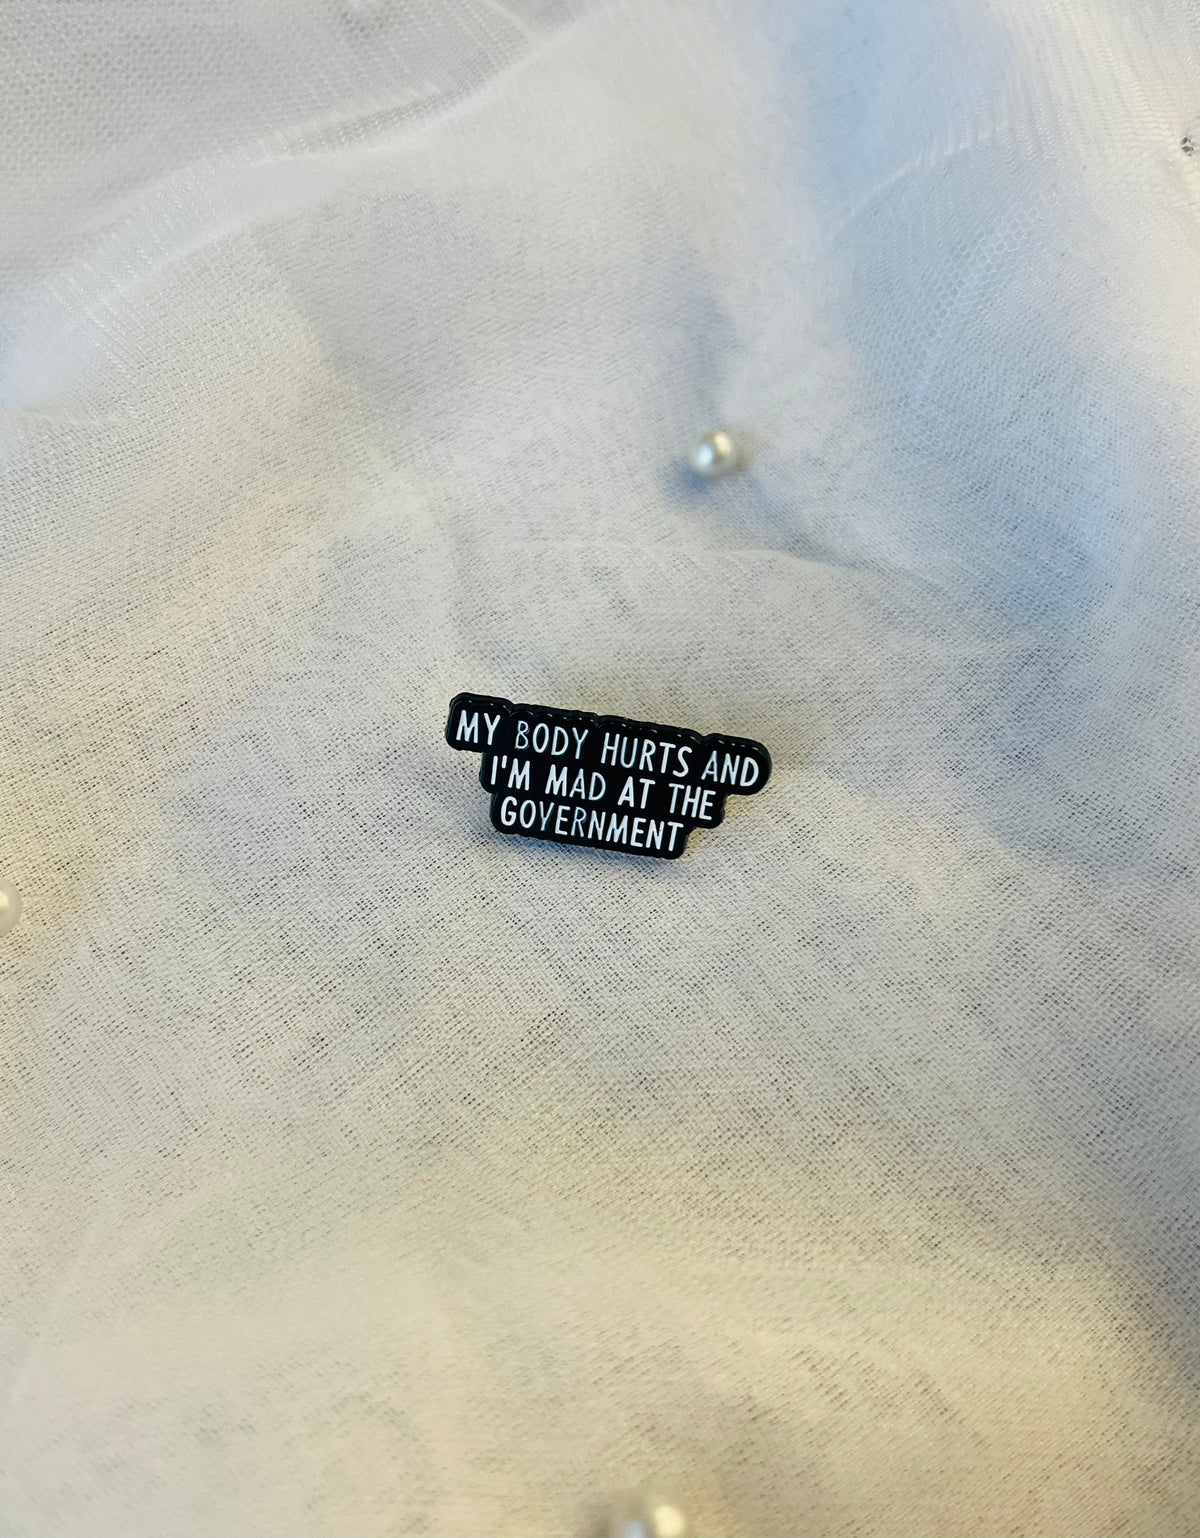 MY BODY HURTS AND
I'M MAD AT THE
GOVERNMENT